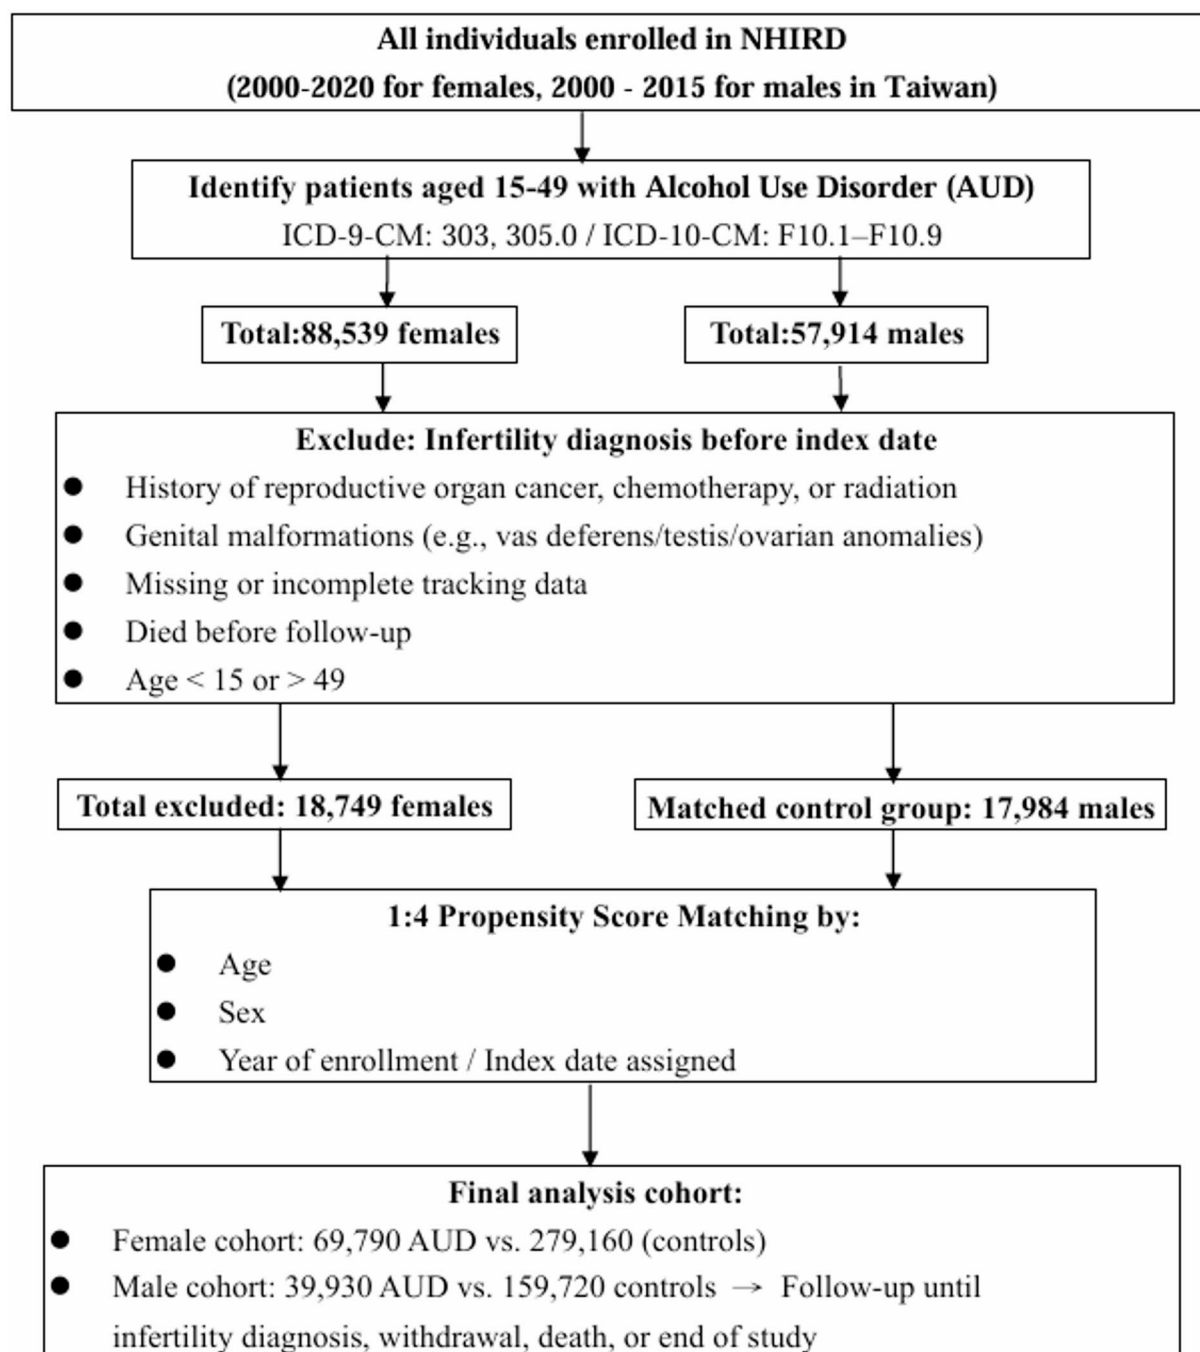 All individuals enrolled in NHIRD
(2000-2020 for females, 2000 - 2015 for males in Taiwan)
Identify patients aged 15-49 with Alcohol Use Disorder (AUD)
ICD-9-CM: 303, 305.0 / ICD-10-CM: F10.1–F10.9
Total:88,539 females
Total:57,914 males
Exclude: Infertility diagnosis before index date
● History of reproductive organ cancer, chemotherapy, or radiation
● Genital malformations (e.g., vas deferens/testis/ovarian anomalies)
● Missing or incomplete tracking data
● Died before follow-up
● Age < 15 or > 49
Total excluded: 18,749 females
Matched control group: 17,984 males
1:4 Propensity Score Matching by:
● Age
● Sex
● Year of enrollment / Index date assigned
Final analysis cohort:
● Female cohort: 69,790 AUD vs. 279,160 (controls)
● Male cohort: 39,930 AUD vs. 159,720 controls → Follow-up until
infertility diagnosis, withdrawal, death, or end of study